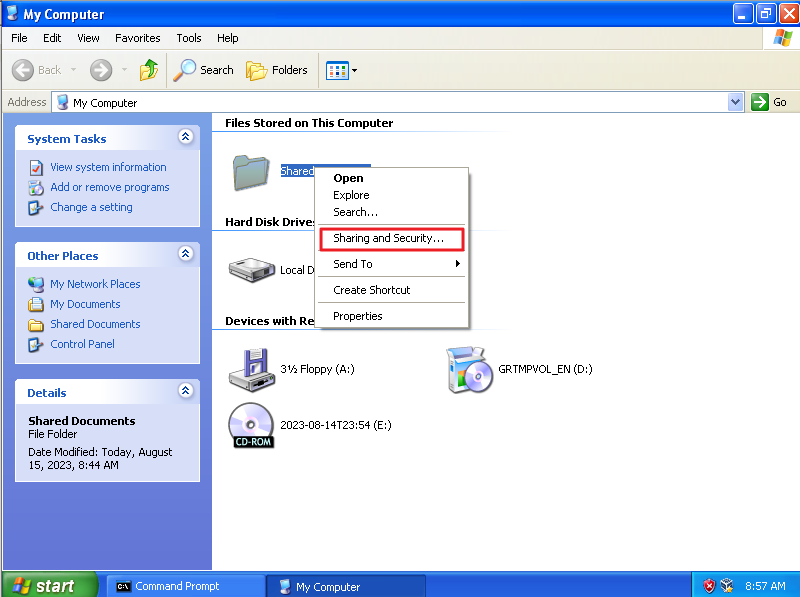 My Computer
File Edit View Favorites Tools Help
Back Search Folders
Address My Computer Go
System Tasks
View system information
Add or remove programs
Change a setting
Other Places
My Network Places
My Documents
Shared Documents
Control Panel
Details
Shared Documents
File Folder
Date Modified: Today, August
15, 2023, 8:44 AM
Files Stored on This Computer
Shared
Hard Disk Drives
Local D
Devices with Re
3½ Floppy (A:)
GRTMPVOL_EN (D:)
CD-ROM
2023-08-14T23:54 (E:)
Open
Explore
Search...
Sharing and Security...
Send To
Create Shortcut
Properties
start
C:\
Command Prompt
My Computer
8:57 AM